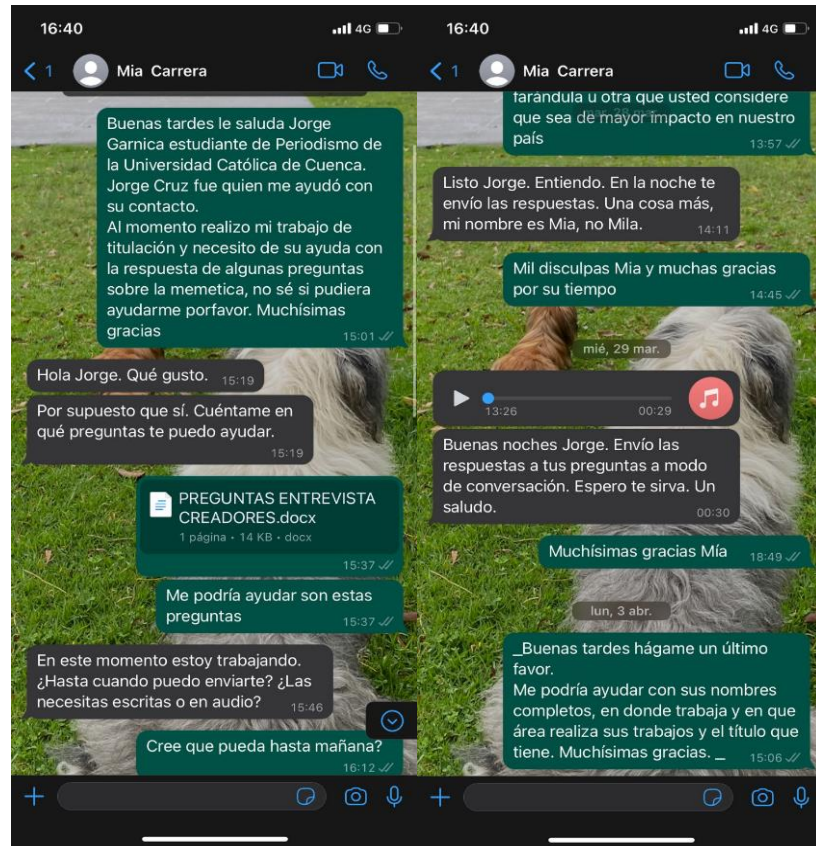 16:40
4G
1
Mia Carrera
Buenas tardes le saluda Jorge
Garnica estudiante de Periodismo de
la Universidad Católica de Cuenca.
Jorge Cruz fue quien me ayudó con
su contacto.
Al momento realizo mi trabajo de
titulación y necesito de su ayuda con
la respuesta de algunas preguntas
sobre la memetica, no sé si pudiera
ayudarme porfavor. Muchísimas
gracias
15:01
Hola Jorge. Qué gusto.
15:19
Por supuesto que sí. Cuéntame en
qué preguntas te puedo ayudar.
15:19
PREGUNTAS ENTREVISTA
CREADORES.docx
1 página • 14 KB • docx
15:37
Me podría ayudar son estas
preguntas
15:37
En este momento estoy trabajando.
¿Hasta cuando puedo enviarte? ¿Las
necesitas escritas o en audio?
15:46
Cree que pueda hasta mañana?
16:12
16:40
4G
1
Mia Carrera
farándula u otra que usted considere
mar, 28 mar.
que sea de mayor impacto en nuestro
país
13:57
Listo Jorge. Entiendo. En la noche te
envío las respuestas. Una cosa más,
mi nombre es Mia, no Mila.
14:11
Mil disculpas Mia y muchas gracias
por su tiempo
14:45
mié, 29 mar.
13:26
00:29
Buenas noches Jorge. Envío las
respuestas a tus preguntas a modo
de conversación. Espero te sirva. Un
saludo.
00:30
Muchísimas gracias Mía
18:49
lun, 3 abr.
_Buenas tardes hágame un último
favor.
Me podría ayudar con sus nombres
completos, en donde trabaja y en que
área realiza sus trabajos y el título que
tiene. Muchísimas gracias. _
15:06